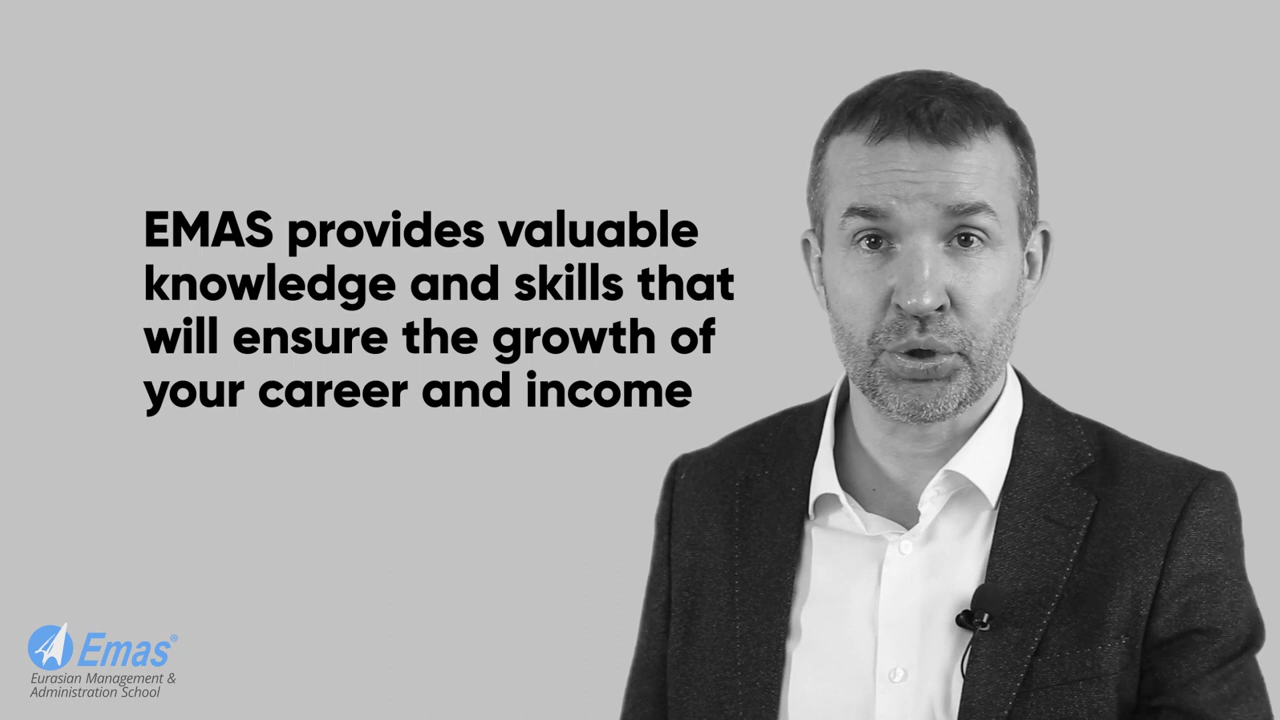 EMAS provides valuable
knowledge and skills that
will ensure the growth of
your career and income
Emas®
Eurasian Management &
Administration School